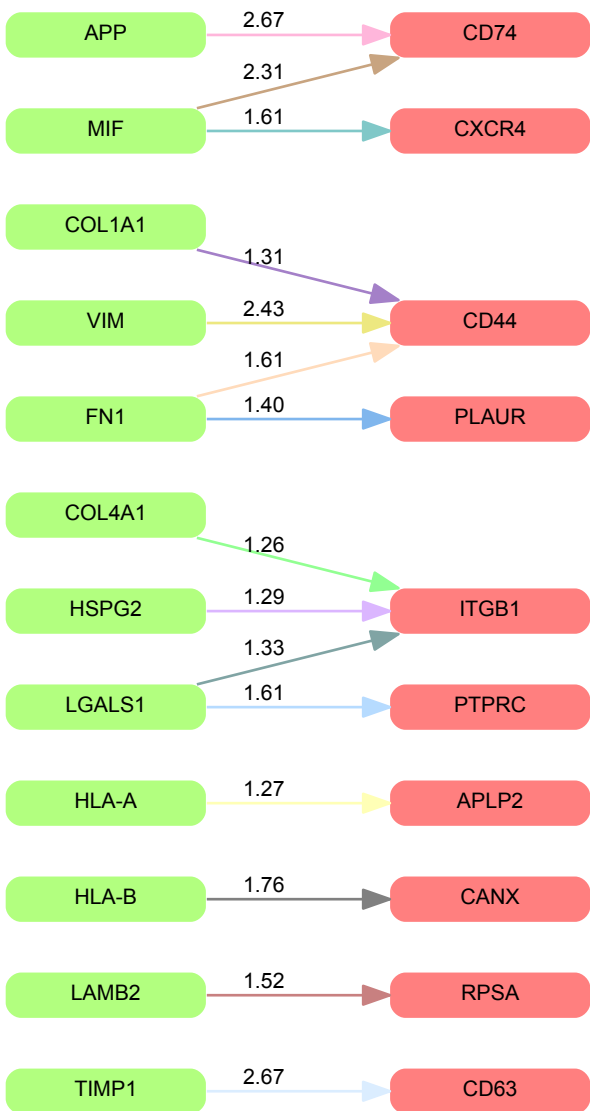 APP 2.67 CD74
2.31
MIF 1.61 CXCR4
COL1A1
1.31
VIM 2.43 CD44
1.61
FN1 1.40 PLAUR
COL4A1
1.26
HSPG2 1.29 ITGB1
1.33
LGALS1 1.61 PTPRC
HLA-A 1.27 APLP2
HLA-B 1.76 CANX
LAMB2 1.52 RPSA
TIMP1 2.67 CD63